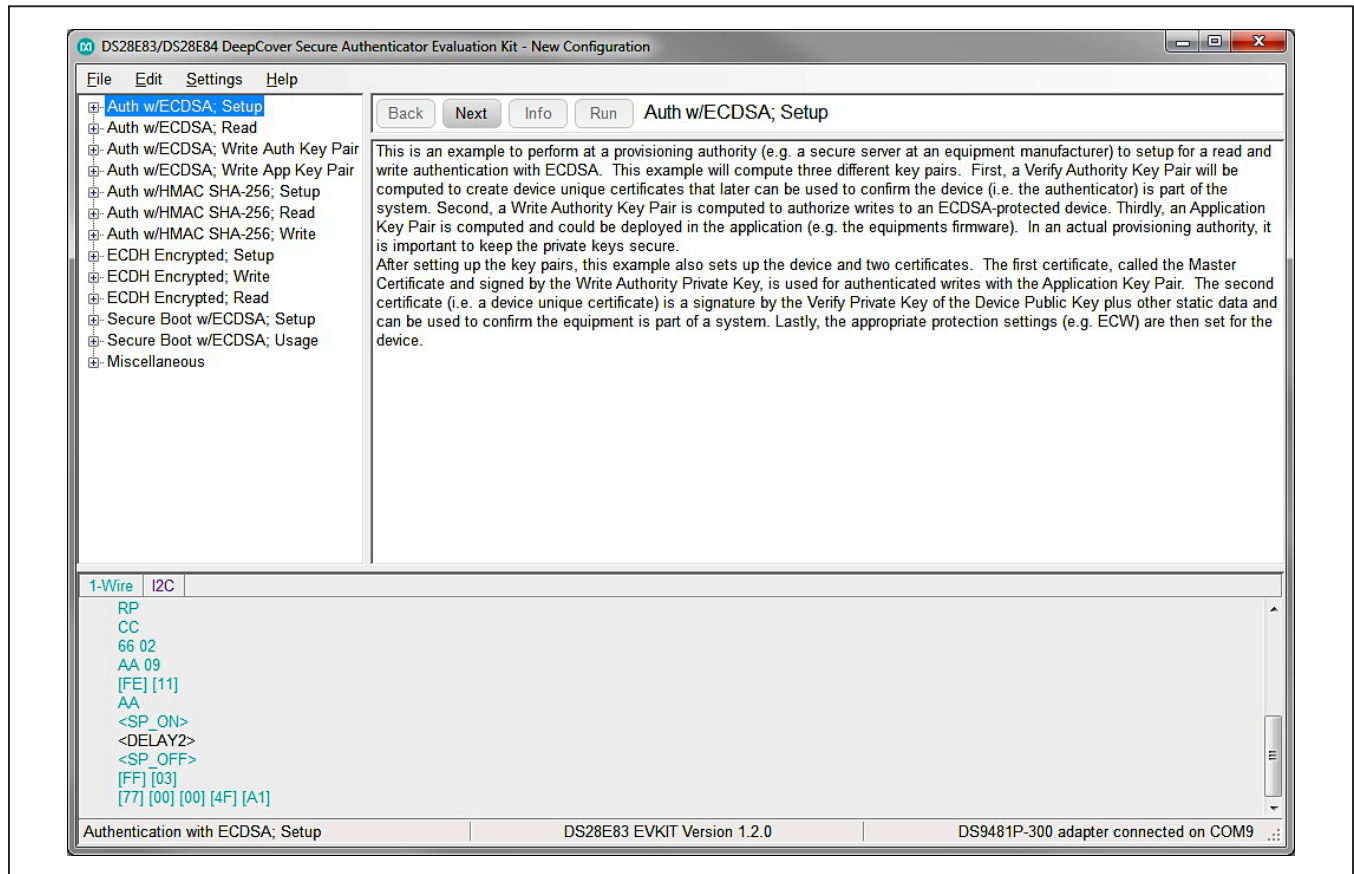 DS28E83/DS28E84 DeepCover Secure Authenticator Evaluation Kit - New Configuration
File Edit Settings Help
Auth w/ECDSA; Setup
Auth w/ECDSA; Read
Auth w/ECDSA; Write Auth Key Pair
Auth w/ECDSA; Write App Key Pair
Auth w/HMAC SHA-256; Setup
Auth w/HMAC SHA-256; Read
Auth w/HMAC SHA-256; Write
ECDH Encrypted; Setup
ECDH Encrypted; Write
ECDH Encrypted; Read
Secure Boot w/ECDSA; Setup
Secure Boot w/ECDSA; Usage
Miscellaneous
Back Next Info Run Auth w/ECDSA; Setup
This is an example to perform at a provisioning authority (e.g. a secure server at an equipment manufacturer) to setup for a read and
write authentication with ECDSA.  This example will compute three different key pairs.  First, a Verify Authority Key Pair will be
computed to create device unique certificates that later can be used to confirm the device (i.e. the authenticator) is part of the
system. Second, a Write Authority Key Pair is computed to authorize writes to an ECDSA-protected device. Thirdly, an Application
Key Pair is computed and could be deployed in the application (e.g. the equipments firmware).  In an actual provisioning authority, it
is important to keep the private keys secure.
After setting up the key pairs, this example also sets up the device and two certificates.  The first certificate, called the Master
Certificate and signed by the Write Authority Private Key, is used for authenticated writes with the Application Key Pair.  The second
certificate (i.e. a device unique certificate) is a signature by the Verify Private Key of the Device Public Key plus other static data and
can be used to confirm the equipment is part of a system. Lastly, the appropriate protection settings (e.g. ECW) are then set for the
device.
1-Wire I2C
RP
CC
66 02
AA 09
[FE] [11]
AA
<SP_ON>
<DELAY2>
<SP_OFF>
[FF] [03]
[77] [00] [00] [4F] [A1]
Authentication with ECDSA; Setup DS28E83 EVKIT Version 1.2.0 DS9481P-300 adapter connected on COM9